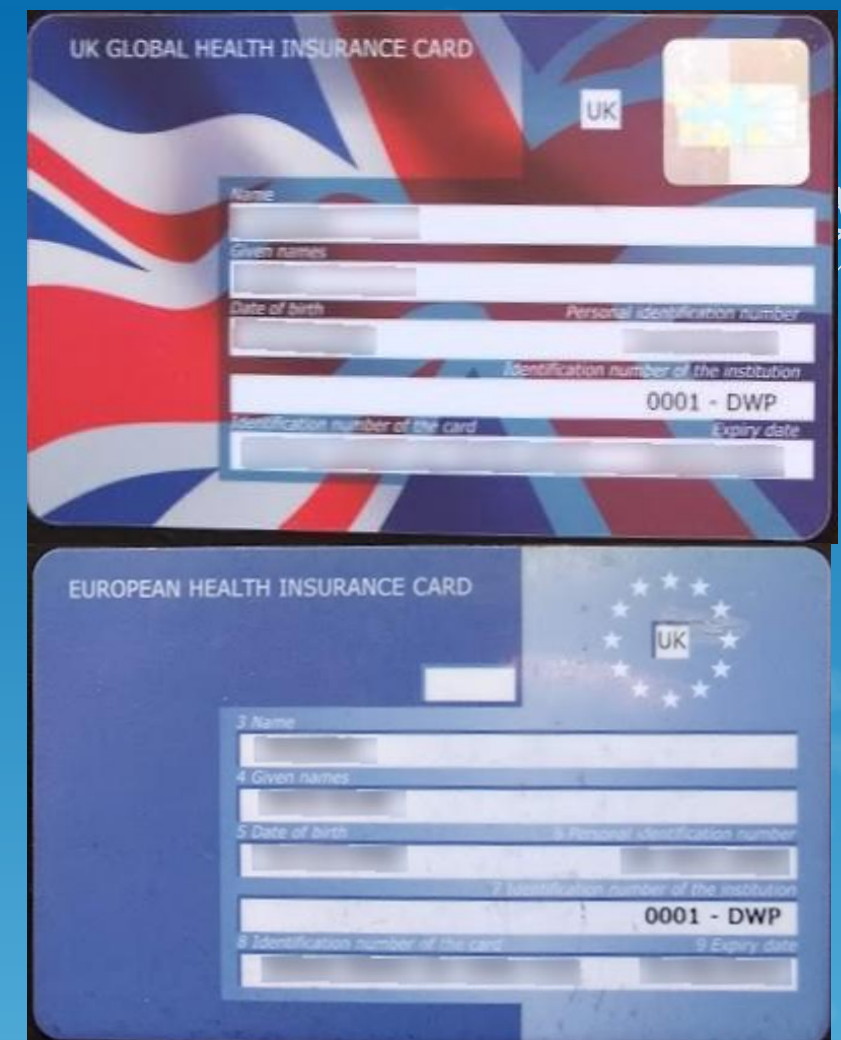 UK GLOBAL HEALTH INSURANCE CARD
UK
Name
Given names
Date of birth Personal identification number
Identification number of the institution
0001 - DWP
Identification number of the card Expiry date
EUROPEAN HEALTH INSURANCE CARD
UK
3 Name
4 Given names
5 Date of birth 6 Personal identification number
7 Identification number of the institution
0001 - DWP
8 Identification number of the card 9 Expiry date